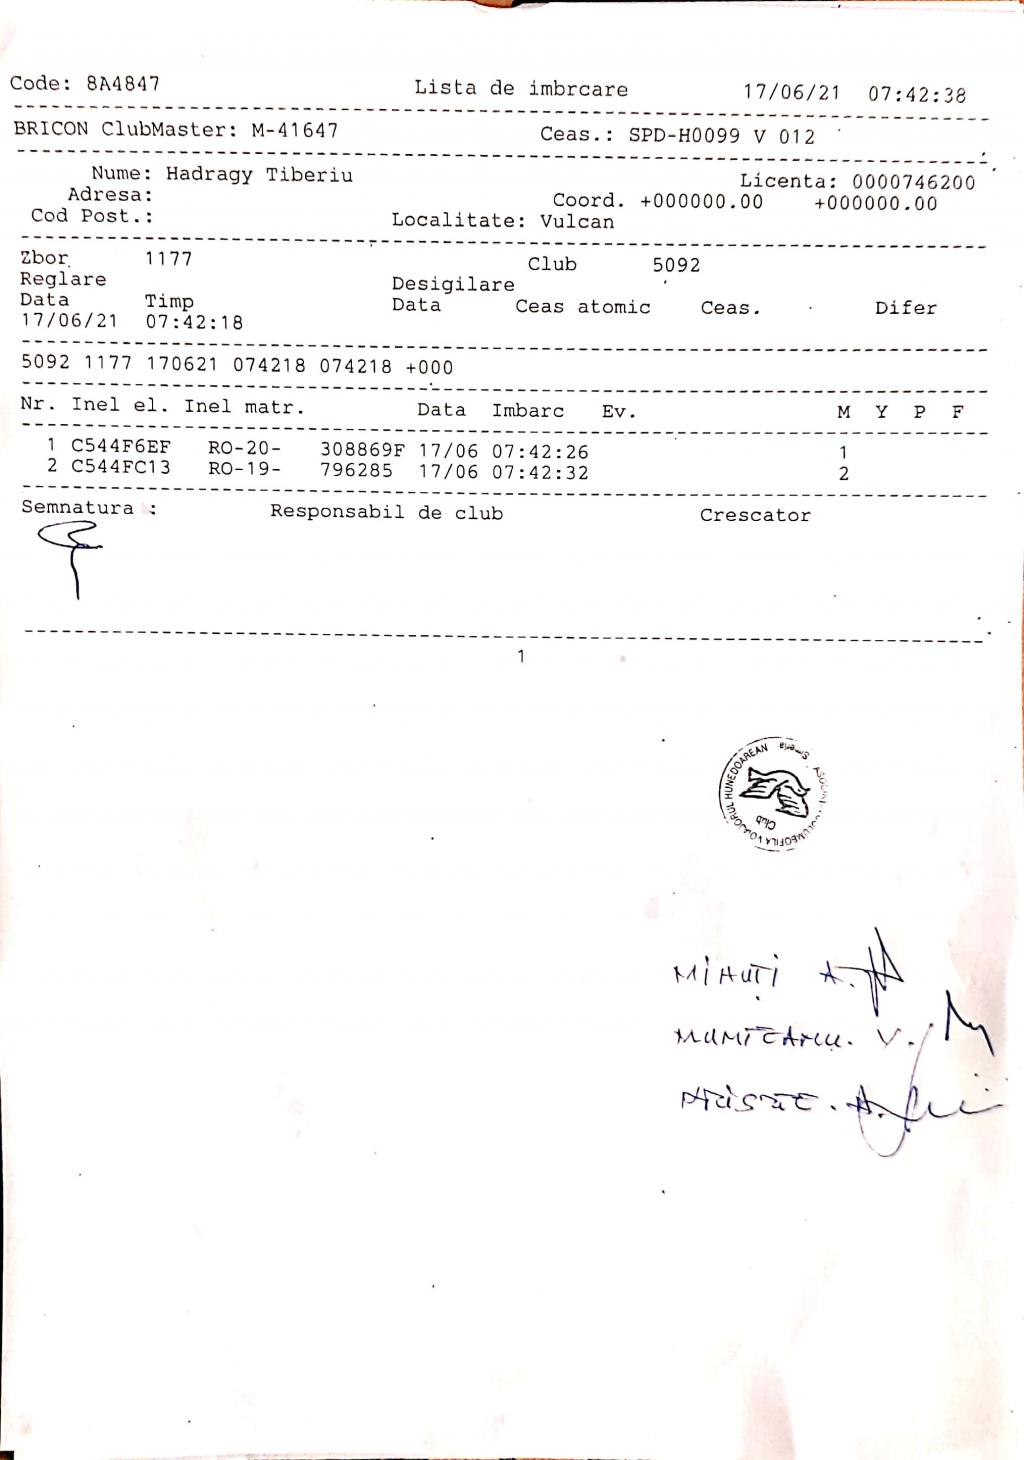 Code: 8A4847 Lista de imbrcare 17/06/21 07:42:38
BRICON ClubMaster: M-41647 Ceas.: SPD-H0099 V 012
Nume: Hadragy Tiberiu Licenta: 0000746200
Adresa: Coord. +000000.00 +000000.00
Cod Post.: Localitate: Vulcan
Zbor 1177 Club 5092
Reglare Desigilare
Data Timp Data Ceas atomic Ceas. Difer
17/06/21 07:42:18
5092 1177 170621 074218 074218 +000
Nr. Inel el. Inel matr. Data Imbarc Ev. M Y P F
1 C544F6EF RO-20- 308869F 17/06 07:42:26 1
2 C544FC13 RO-19- 796285 17/06 07:42:32 2
Semnatura : Responsabil de club Crescator
1
COLUMBOFILA VOIAJORUL HUNEDOAREAN Simeria
Club
MIHUȚI A.
MUNTEANU. V.
A.